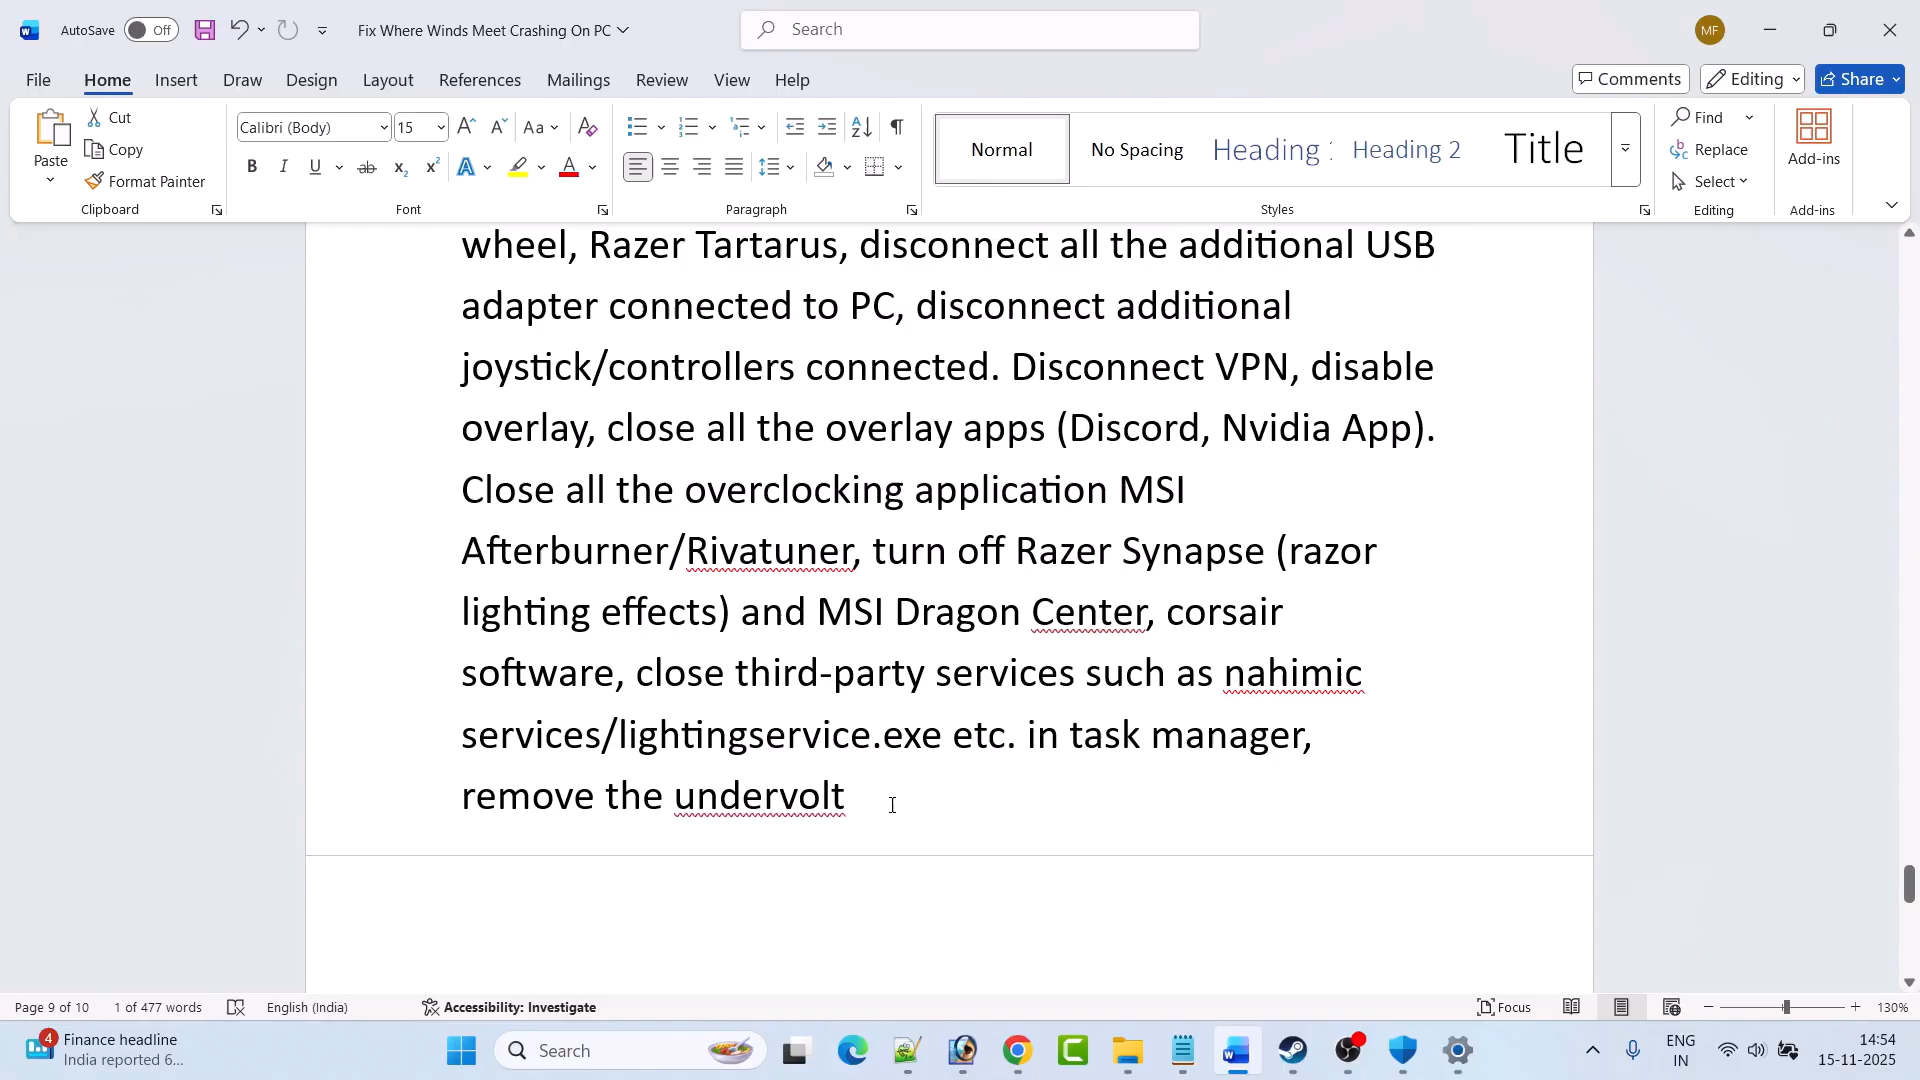 AutoSave Off Fix Where Winds Meet Crashing On PC Search MF
File Home Insert Draw Design Layout References Mailings Review View Help Comments Editing Share
Paste Cut Copy Format Painter Clipboard
Calibri (Body) 15 Font
Paragraph
Normal No Spacing Heading : Heading 2 Title Styles
Find Replace Select Editing
Add-ins Add-ins
wheel, Razer Tartarus, disconnect all the additional USB
adapter connected to PC, disconnect additional
joystick/controllers connected. Disconnect VPN, disable
overlay, close all the overlay apps (Discord, Nvidia App).
Close all the overclocking application MSI
Afterburner/Rivatuner, turn off Razer Synapse (razor
lighting effects) and MSI Dragon Center, corsair
software, close third-party services such as nahimic
services/lightingservice.exe etc. in task manager,
remove the undervolt
Page 9 of 10 1 of 477 words English (India) Accessibility: Investigate Focus 130%
4 Finance headline
India reported 6...
Search
ENG
IN
14:54
15-11-2025